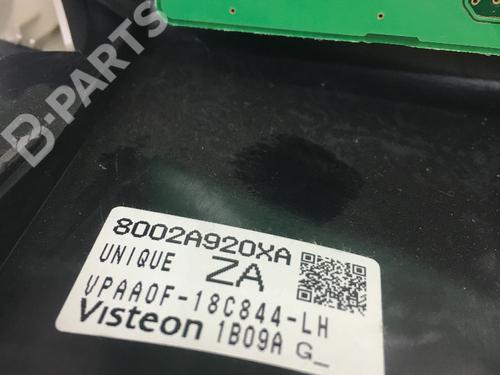 B-PARTS
8002A920XA
UNIQUE ZA
VPAA0F-18C844-LH
Visteon 1B09A G_